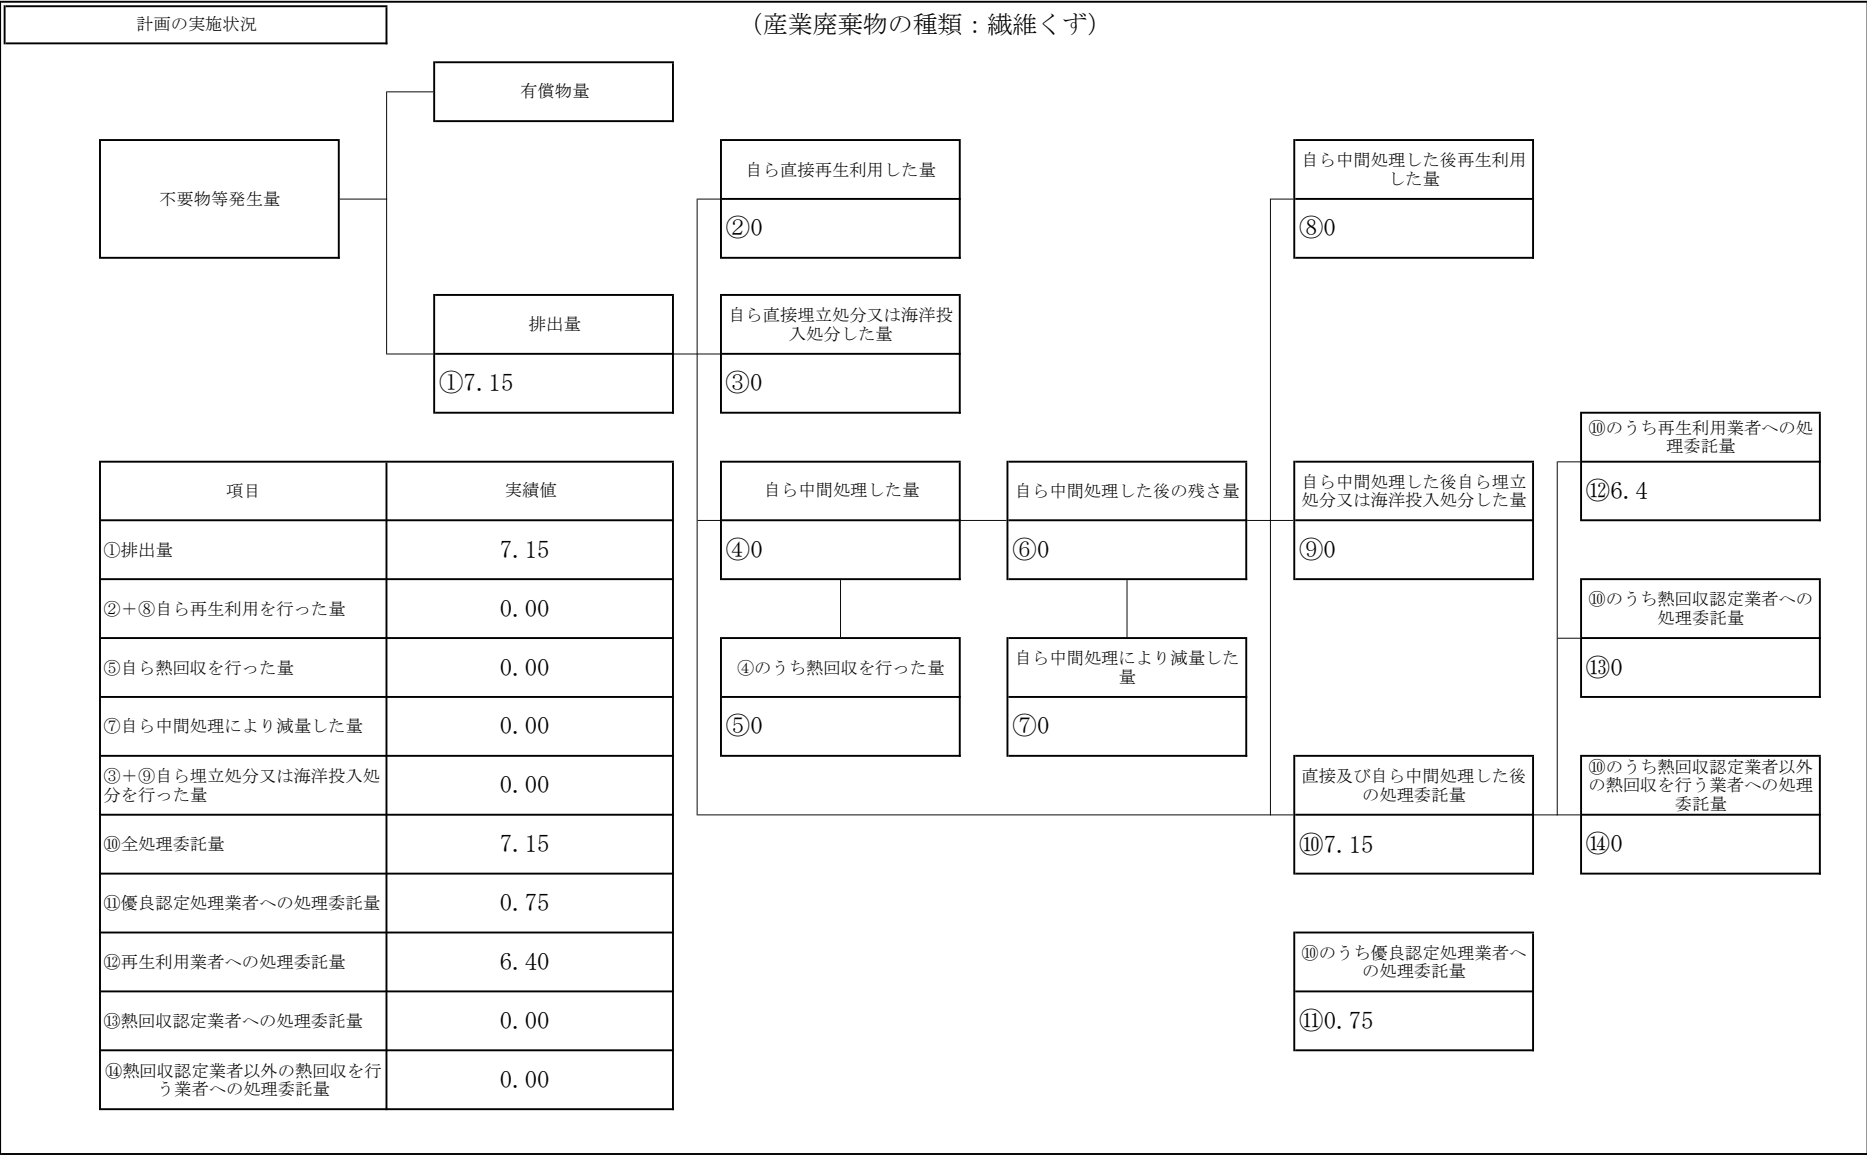 計画の実施状況
（産業廃棄物の種類：繊維くず）
有償物量
不要物等発生量
自ら直接再生利用した量
②0
自ら中間処理した後再生利用
した量
⑧0
排出量
①7.15
自ら直接埋立処分又は海洋投
入処分した量
③0
⑩のうち再生利用業者への処
理委託量
⑫6.4
自ら中間処理した量
④0
自ら中間処理した後の残さ量
⑥0
自ら中間処理した後自ら埋立
処分又は海洋投入処分した量
⑨0
⑩のうち熱回収認定業者への
処理委託量
⑬0
④のうち熱回収を行った量
⑤0
自ら中間処理により減量した
量
⑦0
直接及び自ら中間処理した後
の処理委託量
⑩7.15
⑩のうち熱回収認定業者以外
の熱回収を行う業者への処理
委託量
⑭0
⑩のうち優良認定処理業者へ
の処理委託量
⑪0.75
項目 実績値
①排出量 7.15
②＋⑧自ら再生利用を行った量 0.00
⑤自ら熱回収を行った量 0.00
⑦自ら中間処理により減量した量 0.00
③＋⑨自ら埋立処分又は海洋投入処
分を行った量 0.00
⑩全処理委託量 7.15
⑪優良認定処理業者への処理委託量 0.75
⑫再生利用業者への処理委託量 6.40
⑬熱回収認定業者への処理委託量 0.00
⑭熱回収認定業者以外の熱回収を行
う業者への処理委託量 0.00